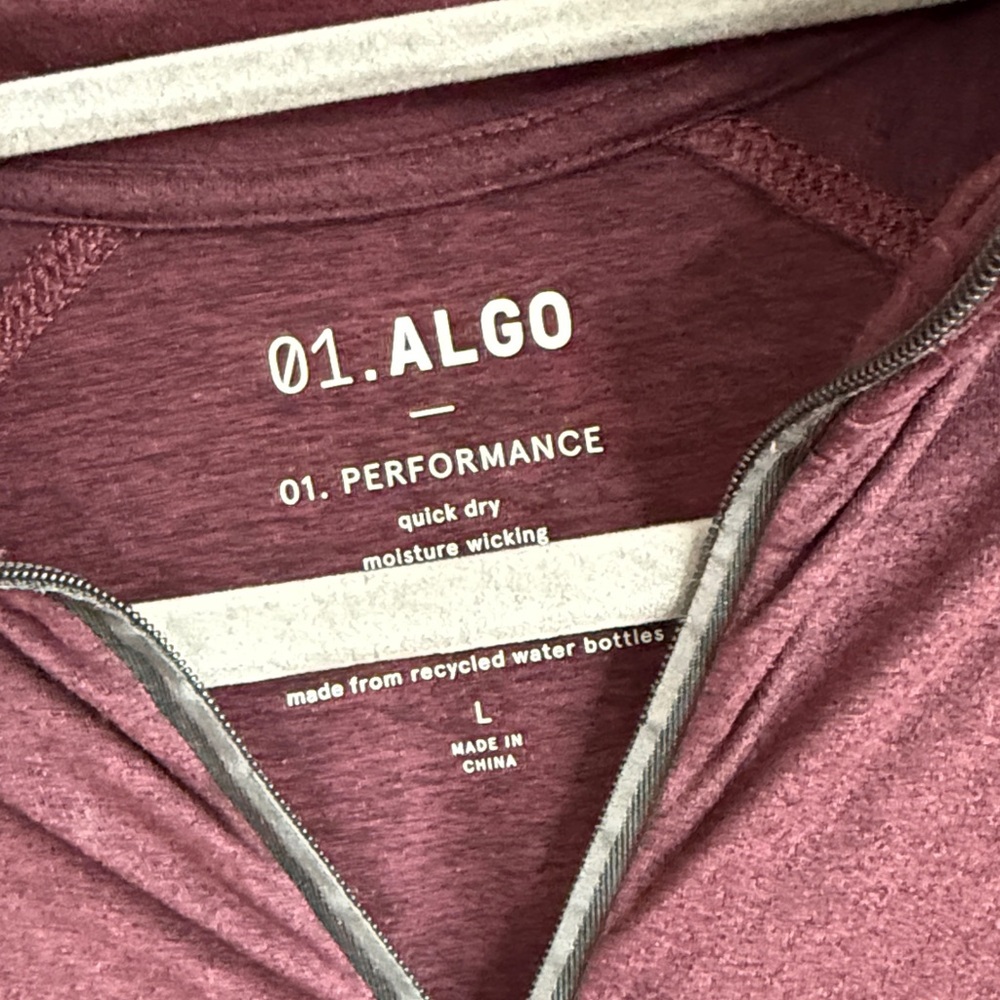 01.ALGO
01. PERFORMANCE
quick dry
moisture wicking
made from recycled water bottles
L
MADE IN
CHINA